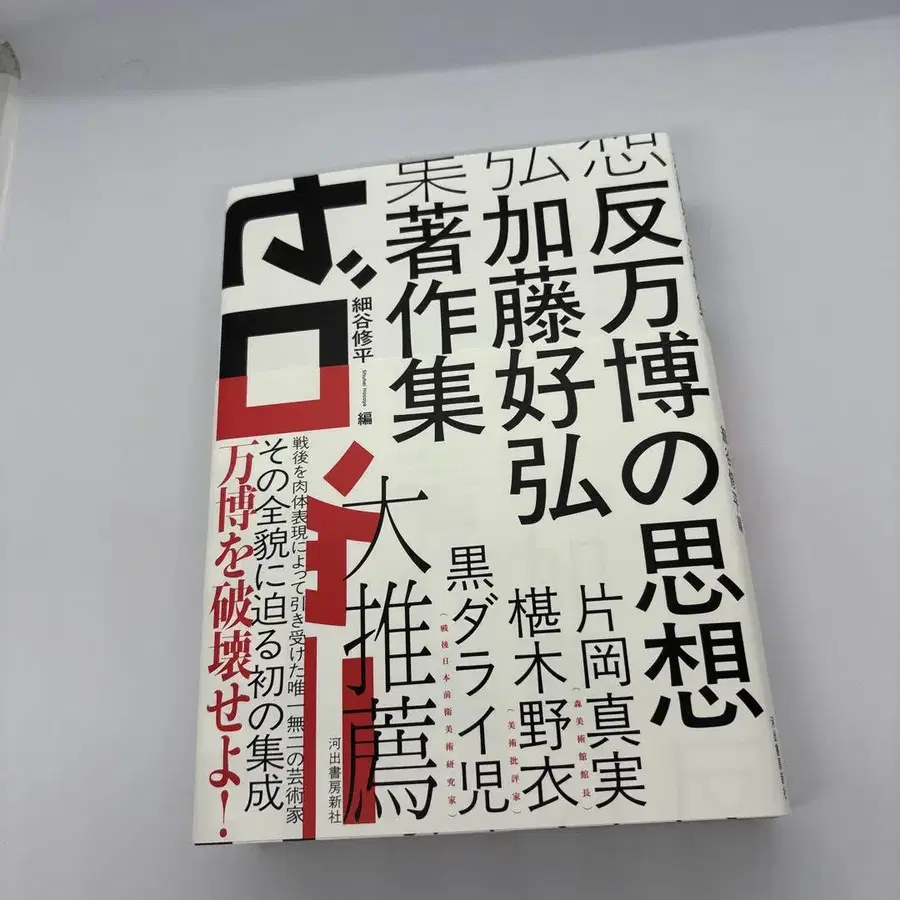 反万博の思想
加藤好弘
著作集
片岡真実
(森美術館館長)
椹木野衣
(美術批評家)
黒ダライ児
(戦後日本前衛美術研究家)
大推薦
細谷修平
Shuhei Hosoya
編
ゼロ
戦後を肉体表現によって引き受けた唯一無二の芸術家
その全貌に迫る初の集成
万博を破壊せよ!
河出書房新社